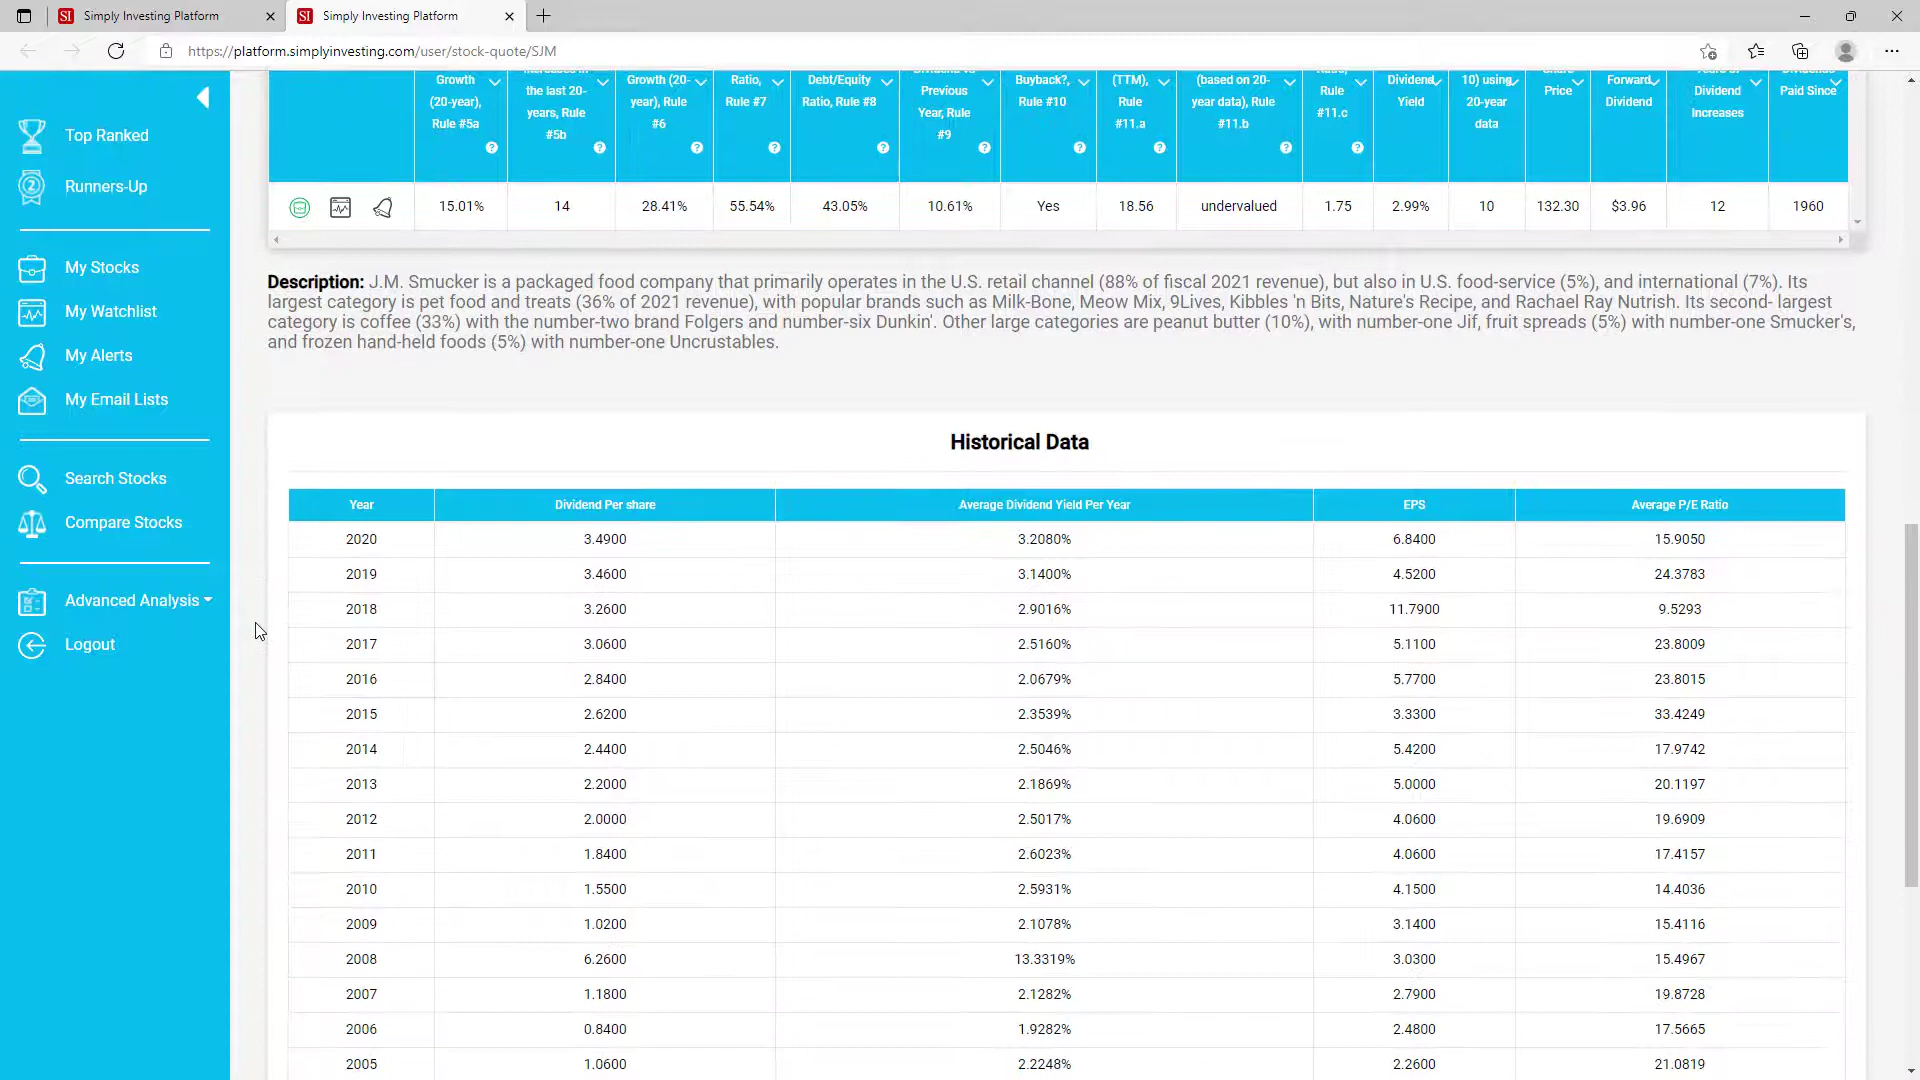 Simply Investing Platform
Simply Investing Platform
https://platform.simplyinvesting.com/user/stock-quote/SJM
Top Ranked
Runners-Up
My Stocks
My Watchlist
My Alerts
My Email Lists
Search Stocks
Compare Stocks
Advanced Analysis
Logout
Growth (20-year), Rule #5a
increases in the last 20-years, Rule #5b
Growth (20-year), Rule #6
Ratio, Rule #7
Debt/Equity Ratio, Rule #8
Dividend vs Previous Year, Rule #9
Buyback?, Rule #10
(TTM), Rule #11.a
(based on 20-year data), Rule #11.b
Ratio, Rule #11.c
Dividend Yield
10) using 20-year data
Share Price
Forward Dividend
Years of Dividend Increases
Dividends Paid Since
15.01% 14 28.41% 55.54% 43.05% 10.61% Yes 18.56 undervalued 1.75 2.99% 10 132.30 $3.96 12 1960
Description: J.M. Smucker is a packaged food company that primarily operates in the U.S. retail channel (88% of fiscal 2021 revenue), but also in U.S. food-service (5%), and international (7%). Its
largest category is pet food and treats (36% of 2021 revenue), with popular brands such as Milk-Bone, Meow Mix, 9Lives, Kibbles 'n Bits, Nature's Recipe, and Rachael Ray Nutrish. Its second- largest
category is coffee (33%) with the number-two brand Folgers and number-six Dunkin'. Other large categories are peanut butter (10%), with number-one Jif, fruit spreads (5%) with number-one Smucker's,
and frozen hand-held foods (5%) with number-one Uncrustables.
Historical Data
Year Dividend Per share Average Dividend Yield Per Year EPS Average P/E Ratio
2020 3.4900 3.2080% 6.8400 15.9050
2019 3.4600 3.1400% 4.5200 24.3783
2018 3.2600 2.9016% 11.7900 9.5293
2017 3.0600 2.5160% 5.1100 23.8009
2016 2.8400 2.0679% 5.7700 23.8015
2015 2.6200 2.3539% 3.3300 33.4249
2014 2.4400 2.5046% 5.4200 17.9742
2013 2.2000 2.1869% 5.0000 20.1197
2012 2.0000 2.5017% 4.0600 19.6909
2011 1.8400 2.6023% 4.0600 17.4157
2010 1.5500 2.5931% 4.1500 14.4036
2009 1.0200 2.1078% 3.1400 15.4116
2008 6.2600 13.3319% 3.0300 15.4967
2007 1.1800 2.1282% 2.7900 19.8728
2006 0.8400 1.9282% 2.4800 17.5665
2005 1.0600 2.2248% 2.2600 21.0819